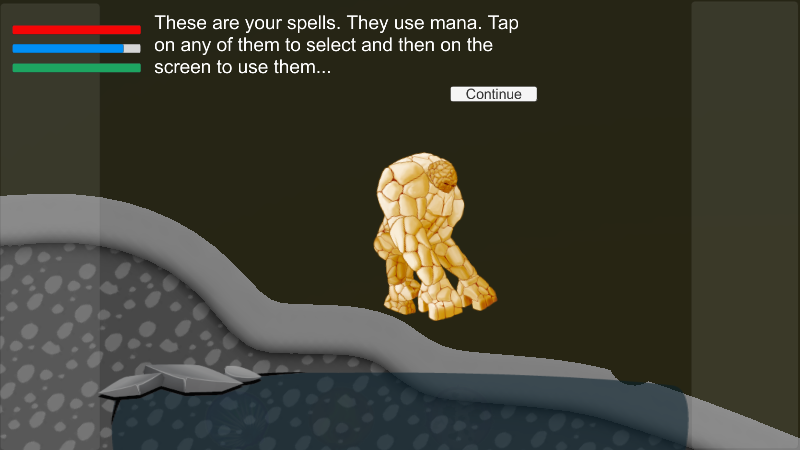 These are your spells. They use mana. Tap
on any of them to select and then on the
screen to use them...
Continue